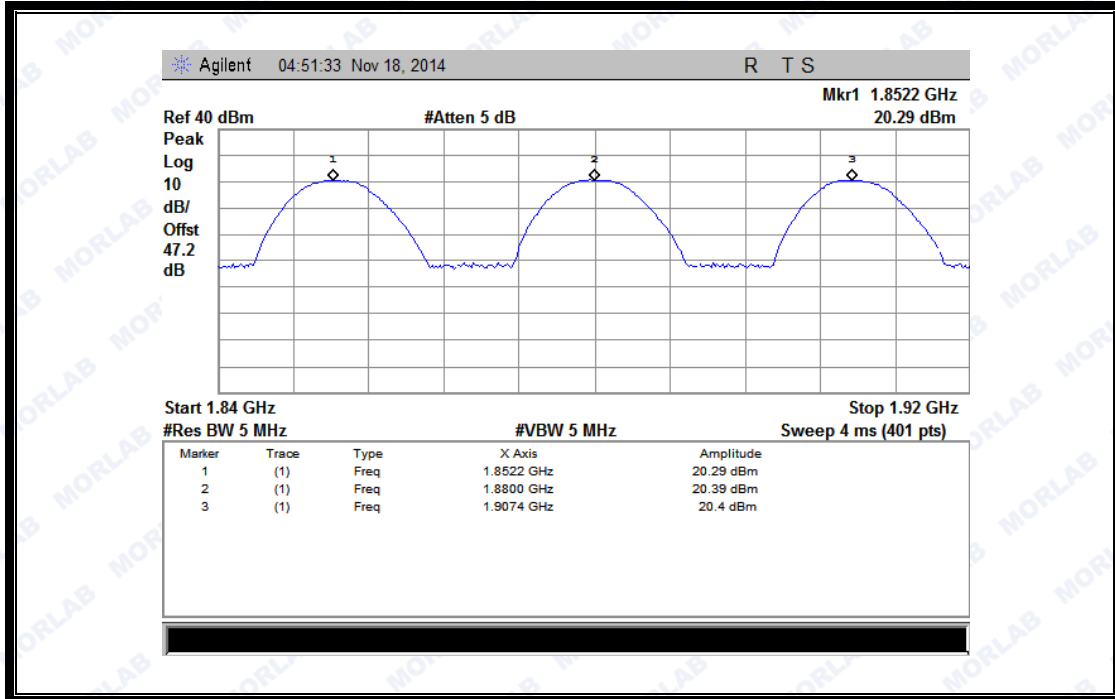 Agilent 04:51:33 Nov 18, 2014 R T S
Mkr1 1.8522 GHz
Ref 40 dBm #Atten 5 dB 20.29 dBm
Peak
Log
10
dB/
Offst
47.2
dB
1 2 3
Start 1.84 GHz Stop 1.92 GHz
#Res BW 5 MHz #VBW 5 MHz Sweep 4 ms (401 pts)
Marker Trace Type X Axis Amplitude
1 (1) Freq 1.8522 GHz 20.29 dBm
2 (1) Freq 1.8800 GHz 20.39 dBm
3 (1) Freq 1.9074 GHz 20.4 dBm
MORLAB